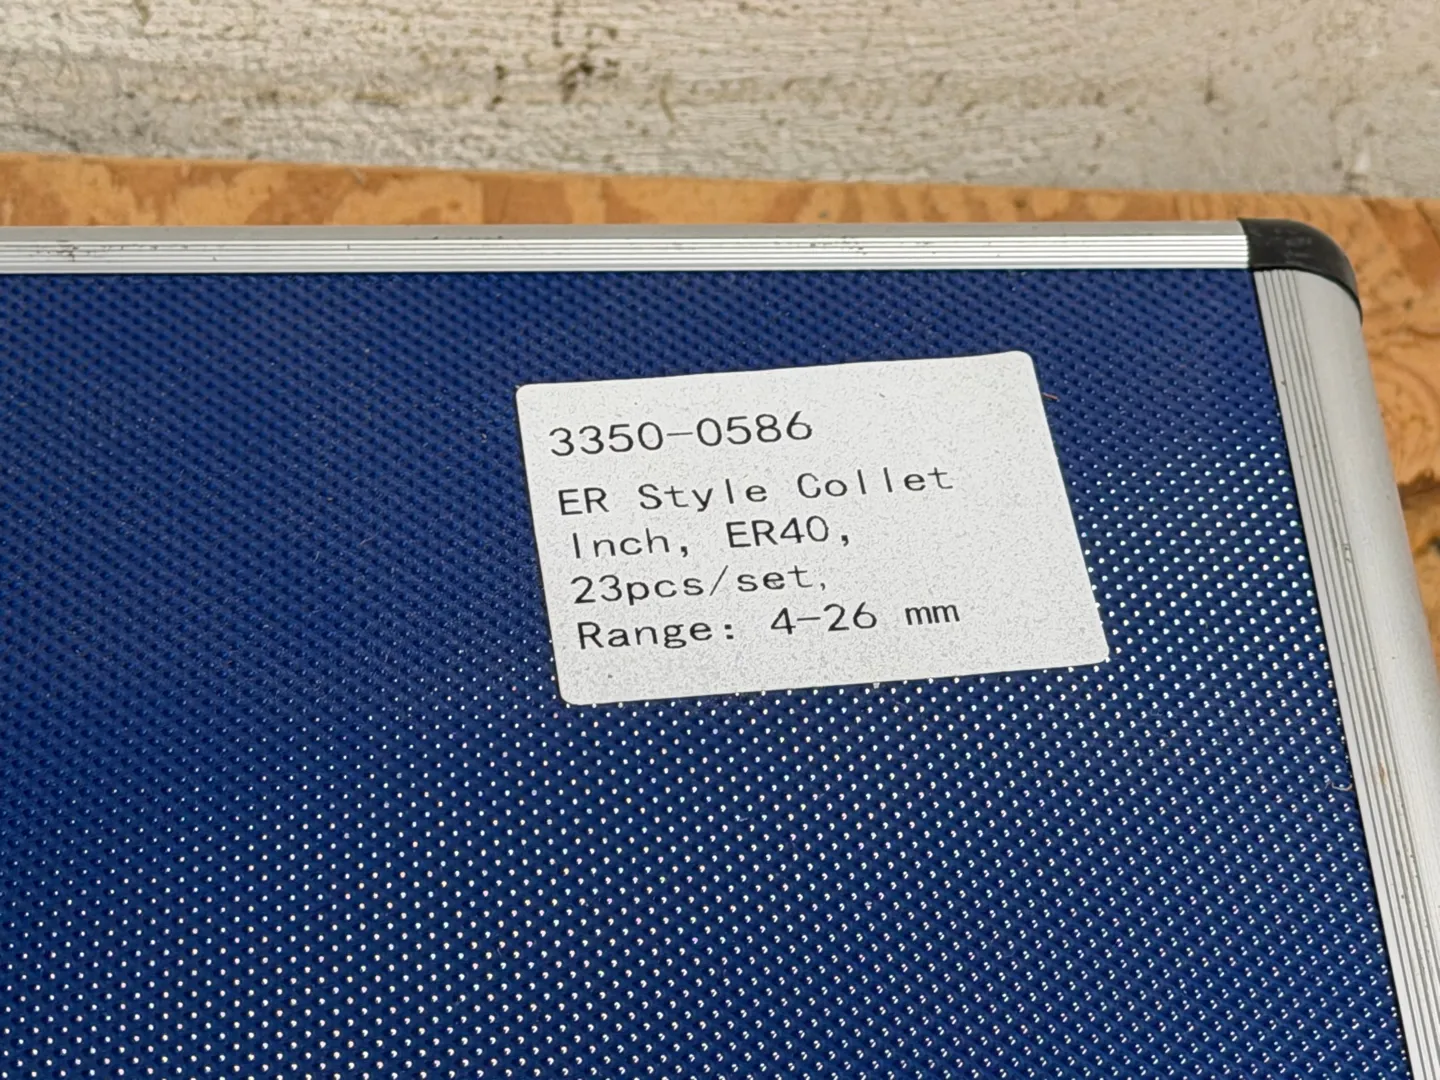 3350-0586
ER Style Collet
Inch, ER40,
23pcs/set,
Range: 4-26 mm